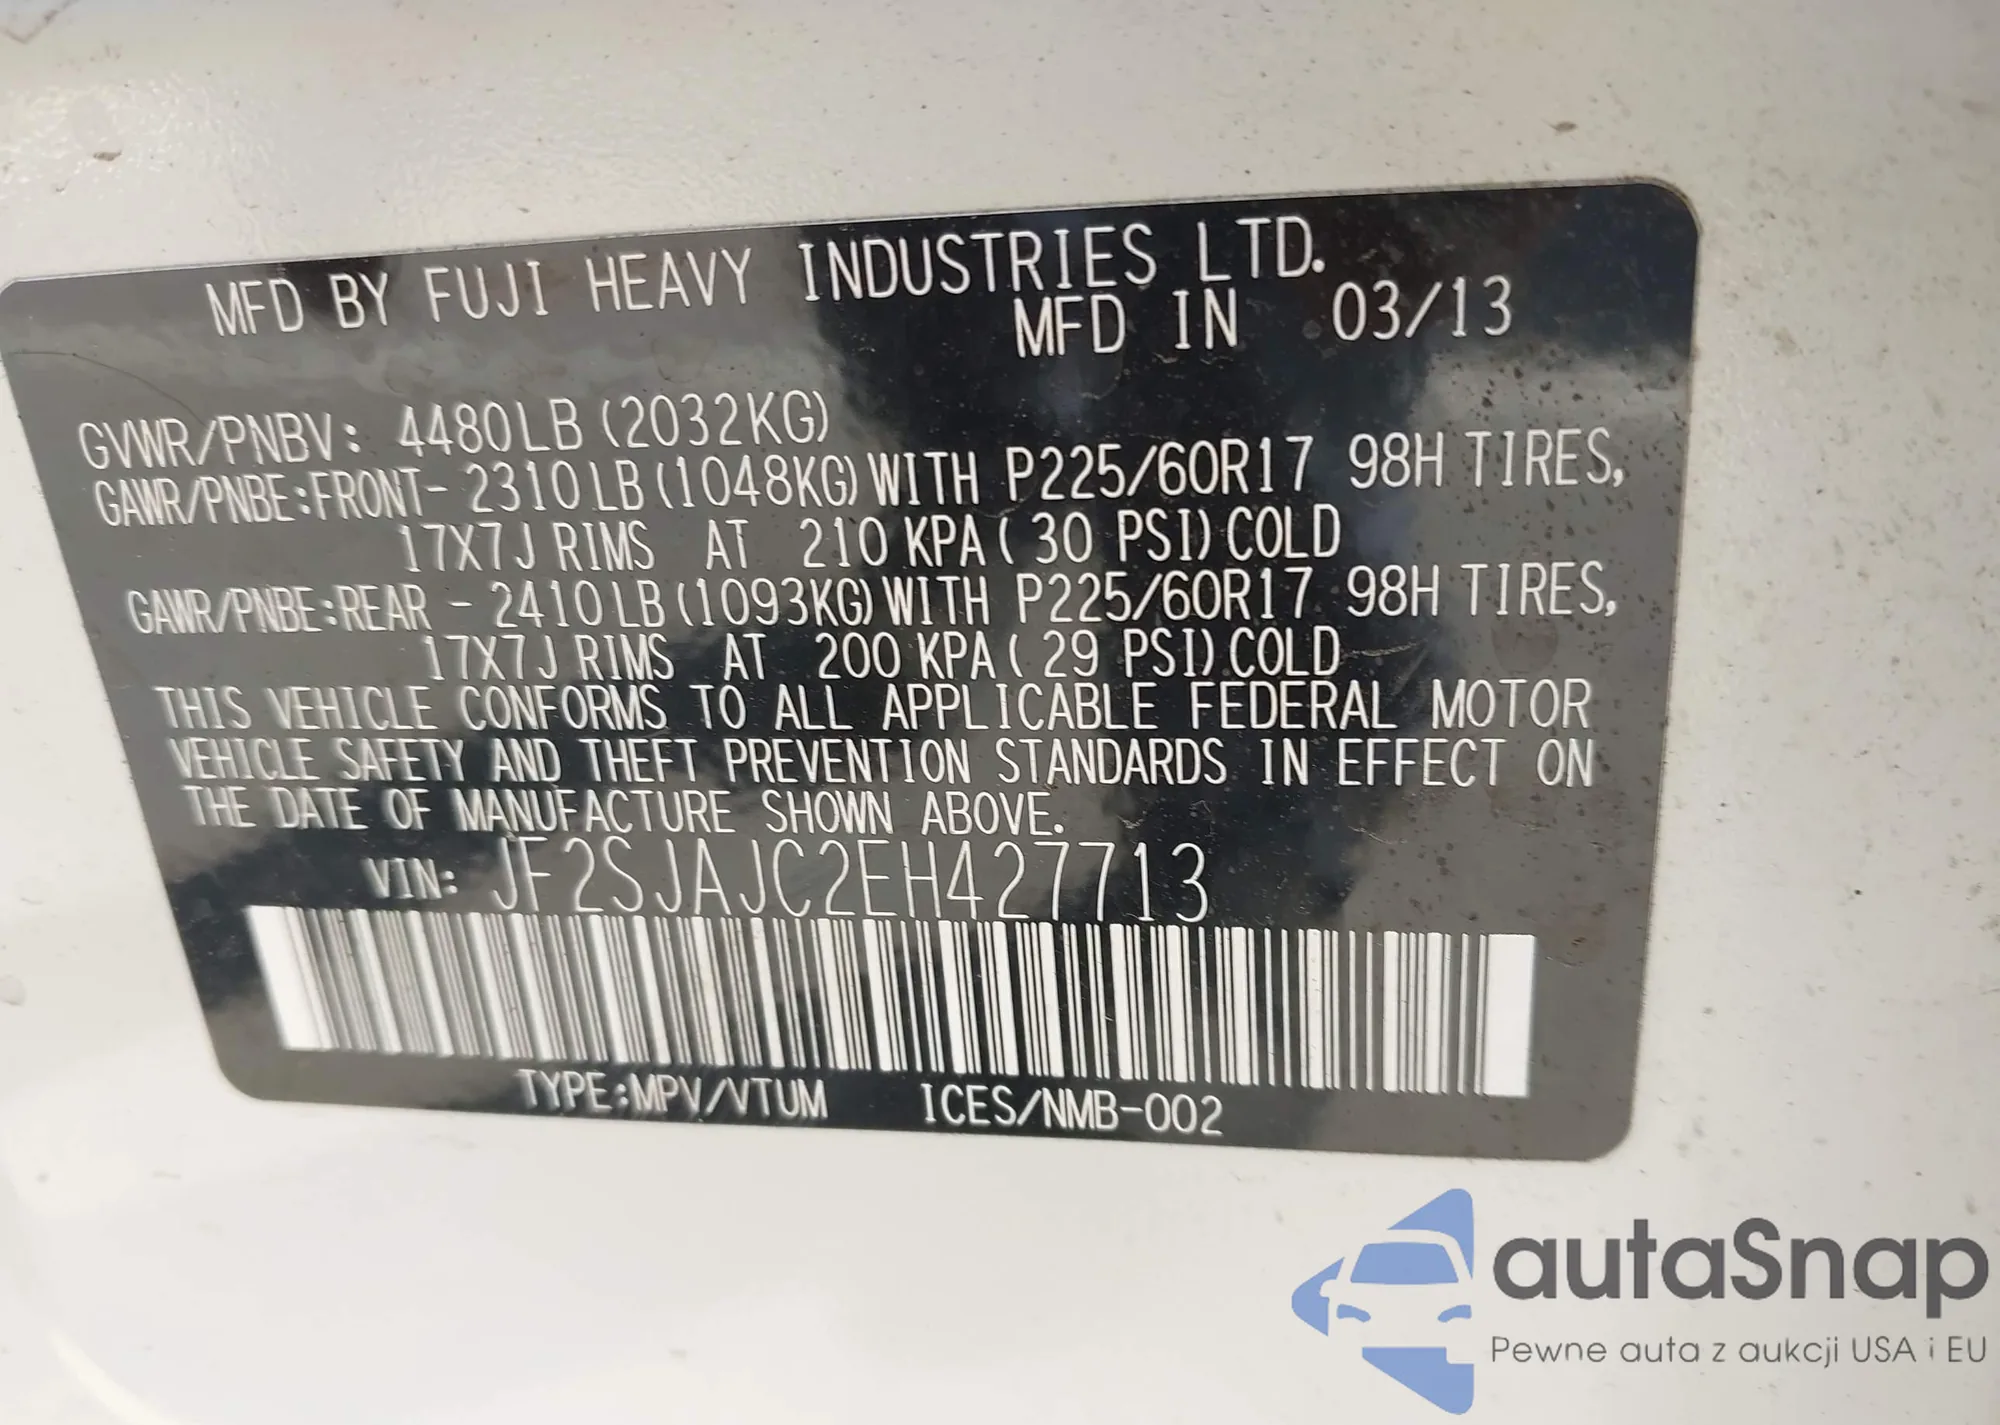 MFD BY FUJI HEAVY INDUSTRIES LTD.
MFD IN 03/13
GVWR/PNBV: 4480LB (2032KG)
GAWR/PNBE:FRONT- 2310LB (1048KG) WITH P225/60R17 98H TIRES,
17X7J RIMS AT 210 KPA ( 30 PSI) COLD
GAWR/PNBE:REAR - 2410LB (1093KG) WITH P225/60R17 98H TIRES,
17X7J RIMS AT 200 KPA ( 29 PSI) COLD
THIS VEHICLE CONFORMS TO ALL APPLICABLE FEDERAL MOTOR
VEHICLE SAFETY AND THEFT PREVENTION STANDARDS IN EFFECT ON
THE DATE OF MANUFACTURE SHOWN ABOVE.
VIN: JF2SJAJC2EH427713
TYPE:MPV/VTUM ICES/NMB-002
autaSnap
Pewne auta z aukcji USA i EU